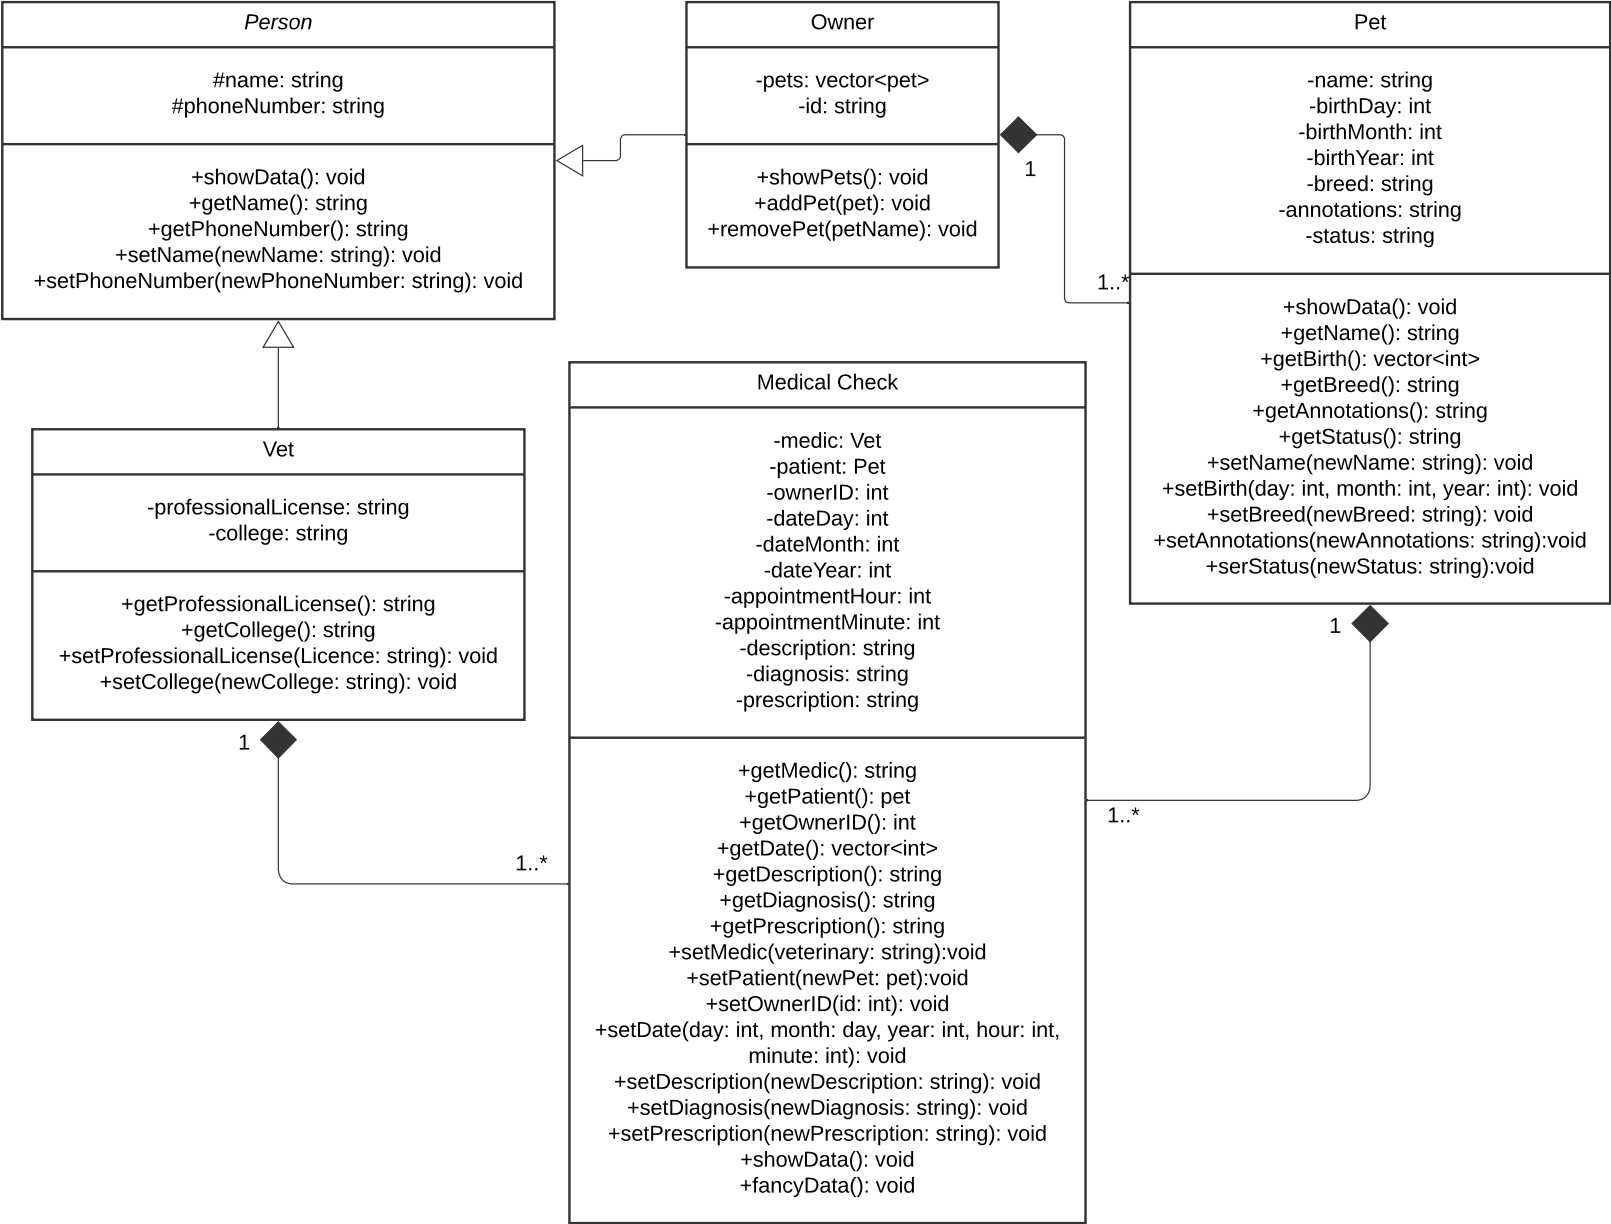 Person
#name: string
#phoneNumber: string
+showData(): void
+getName(): string
+getPhoneNumber(): string
+setName(newName: string): void
+setPhoneNumber(newPhoneNumber: string): void
Owner
-pets: vector<pet>
-id: string
+showPets(): void
+addPet(pet): void
+removePet(petName): void
1
1..*
Pet
-name: string
-birthDay: int
-birthMonth: int
-birthYear: int
-breed: string
-annotations: string
-status: string
+showData(): void
+getName(): string
+getBirth(): vector<int>
+getBreed(): string
+getAnnotations(): string
+getStatus(): string
+setName(newName: string): void
+setBirth(day: int, month: int, year: int): void
+setBreed(newBreed: string): void
+setAnnotations(newAnnotations: string):void
+serStatus(newStatus: string):void
1
1..*
Vet
-professionalLicense: string
-college: string
+getProfessionalLicense(): string
+getCollege(): string
+setProfessionalLicense(Licence: string): void
+setCollege(newCollege: string): void
1
1..*
Medical Check
-medic: Vet
-patient: Pet
-ownerID: int
-dateDay: int
-dateMonth: int
-dateYear: int
-appointmentHour: int
-appointmentMinute: int
-description: string
-diagnosis: string
-prescription: string
+getMedic(): string
+getPatient(): pet
+getOwnerID(): int
+getDate(): vector<int>
+getDescription(): string
+getDiagnosis(): string
+getPrescription(): string
+setMedic(veterinary: string):void
+setPatient(newPet: pet):void
+setOwnerID(id: int): void
+setDate(day: int, month: day, year: int, hour: int,
minute: int): void
+setDescription(newDescription: string): void
+setDiagnosis(newDiagnosis: string): void
+setPrescription(newPrescription: string): void
+showData(): void
+fancyData(): void